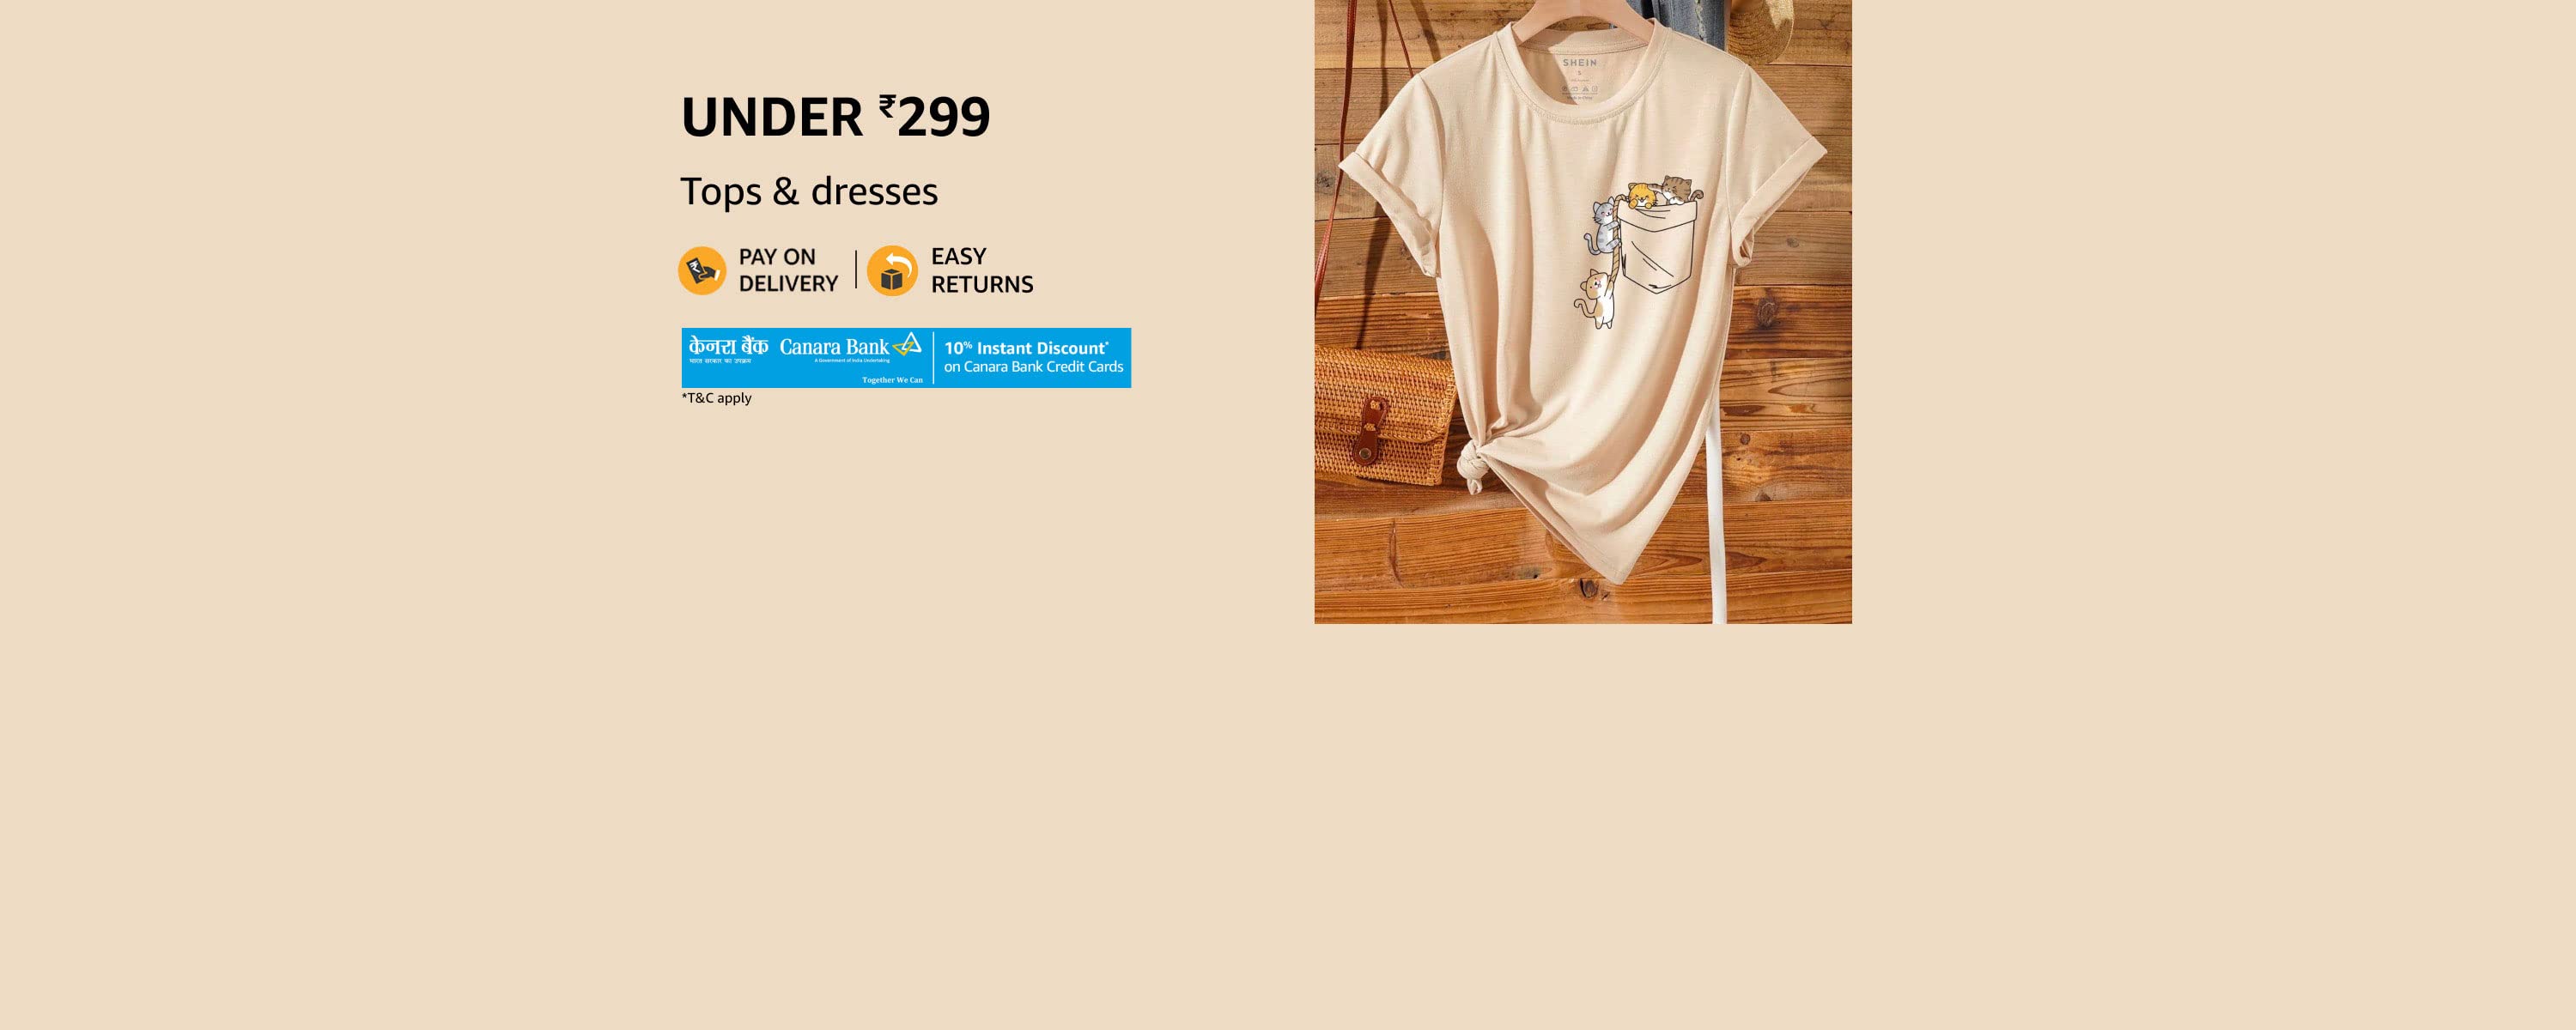 UNDER ₹299
Tops & dresses
PAY ON
DELIVERY
EASY
RETURNS
केनरा बैंक Canara Bank
भारत सरकार का उपक्रम
A Government of India Undertaking
Together We Can
10% Instant Discount*
on Canara Bank Credit Cards
*T&C apply
SHEIN
S